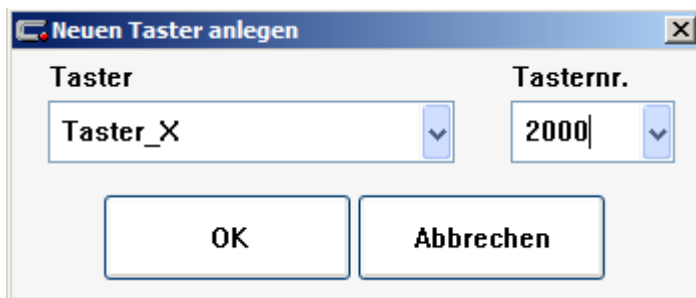 Neuen Taster anlegen
Taster Tasternr.
Taster_X 2000
OK Abbrechen